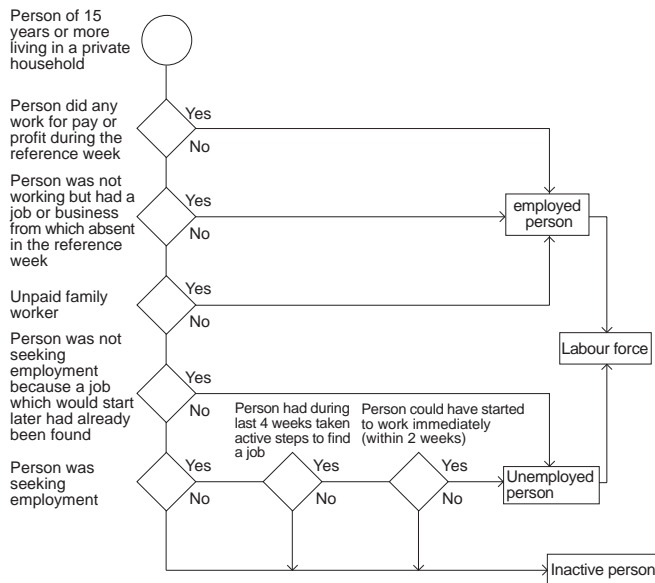 Person of 15
years or more
living in a private
household
Person did any
work for pay or
profit during the
reference week
Yes
No
Person was not
working but had a
job or business
from which absent
in the reference
week
Yes
No
employed
person
Unpaid family
worker
Yes
No
Labour force
Person was not
seeking
employment
because a job
which would start
later had already
been found
Yes
No
Person had during
last 4 weeks taken
active steps to find
a job
Person could have started
to work immediately
(within 2 weeks)
Person was
seeking
employment
Yes
No
Yes
No
Yes
No
Unemployed
person
Inactive person